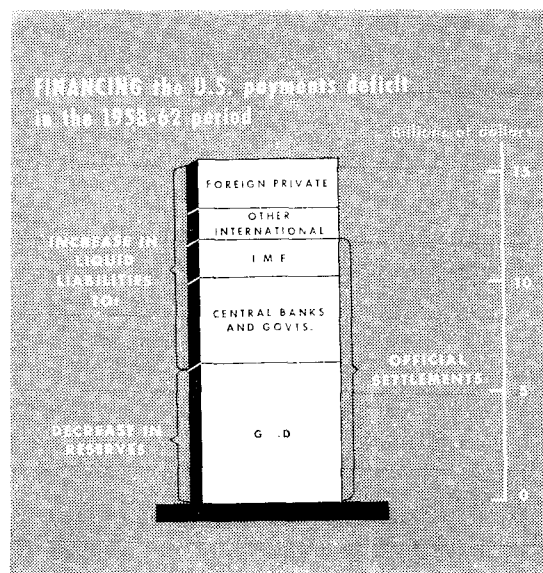 FINANCING the U.S. payments deficit
in the 1958-62 period
Billions of dollars
15
FOREIGN PRIVATE
OTHER
INTERNATIONAL
INCREASE IN
LIQUID
LIABILITIES
TO:
I M F
10
CENTRAL BANKS
AND GOVTS.
OFFICIAL
SETTLEMENTS
5
DECREASE IN
RESERVES
G .D
0